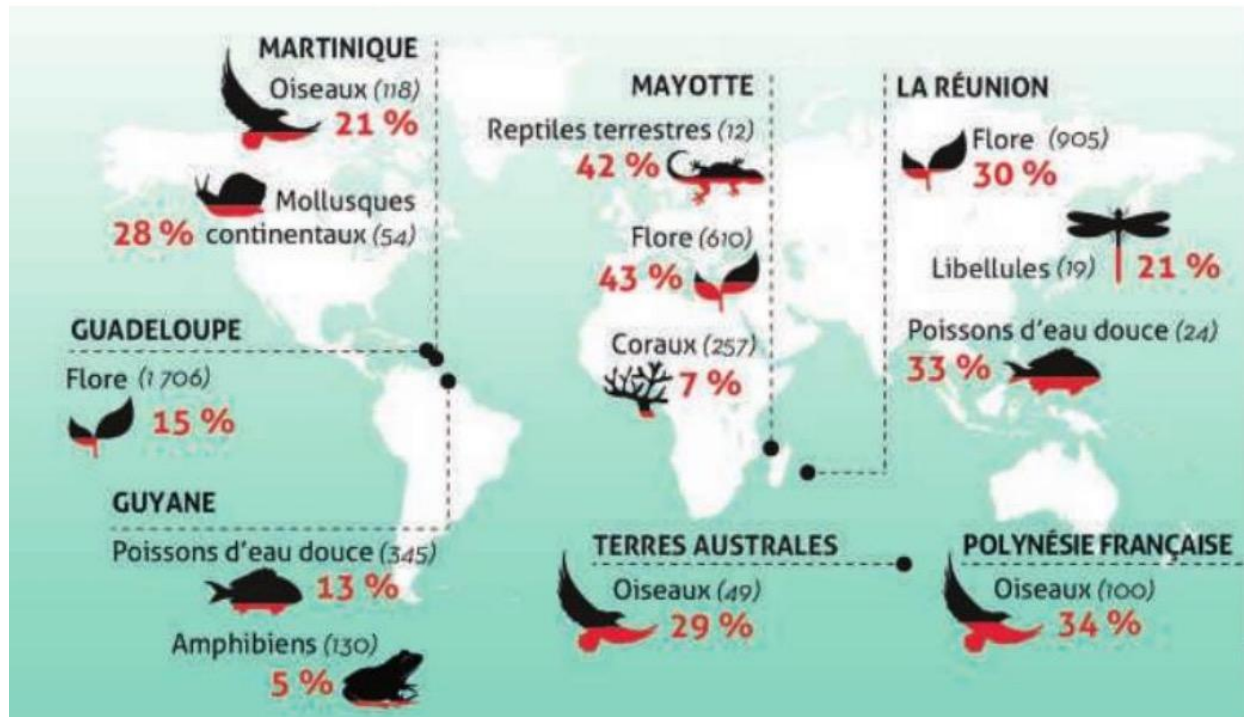 MARTINIQUE
Oiseaux (118)
21 %
Mollusques
28 % continentaux (54)
GUADELOUPE
Flore (1 706)
15 %
GUYANE
Poissons d'eau douce (345)
13 %
Amphibiens (130)
5 %
MAYOTTE
Reptiles terrestres (12)
42 %
Flore (610)
43 %
Coraux (257)
7 %
LA RÉUNION
Flore (905)
30 %
Libellules (19) 21 %
Poissons d'eau douce (24)
33 %
TERRES AUSTRALES
Oiseaux (49)
29 %
POLYNÉSIE FRANÇAISE
Oiseaux (100)
34 %